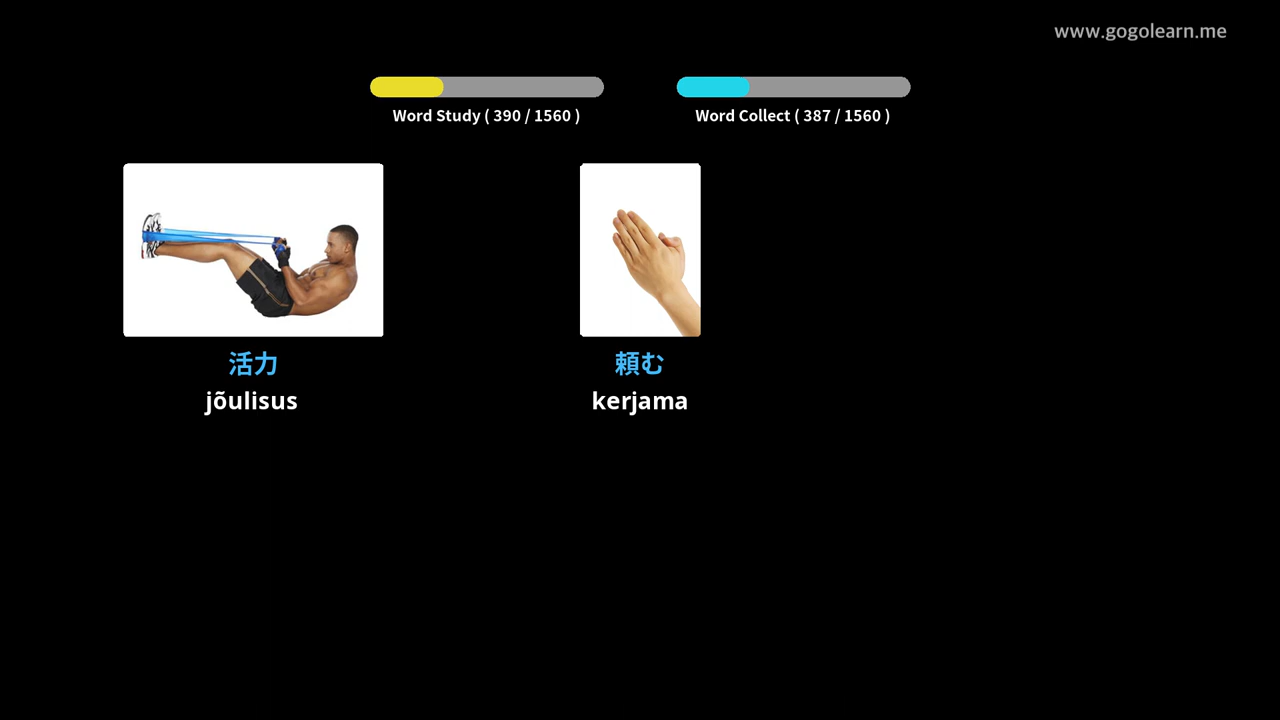 www.gogolearn.me
Word Study ( 390 / 1560 )
Word Collect ( 387 / 1560 )
活力
jõulisus
頼む
kerjama